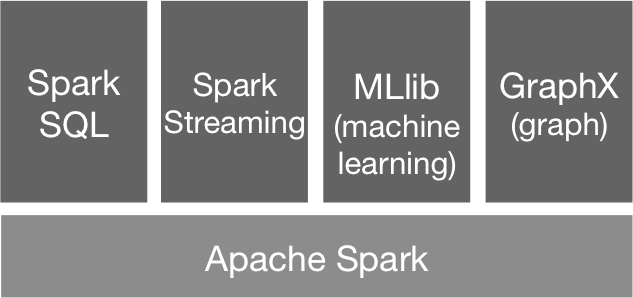 Spark
SQL
Spark
Streaming
MLlib
(machine
learning)
GraphX
(graph)
Apache Spark